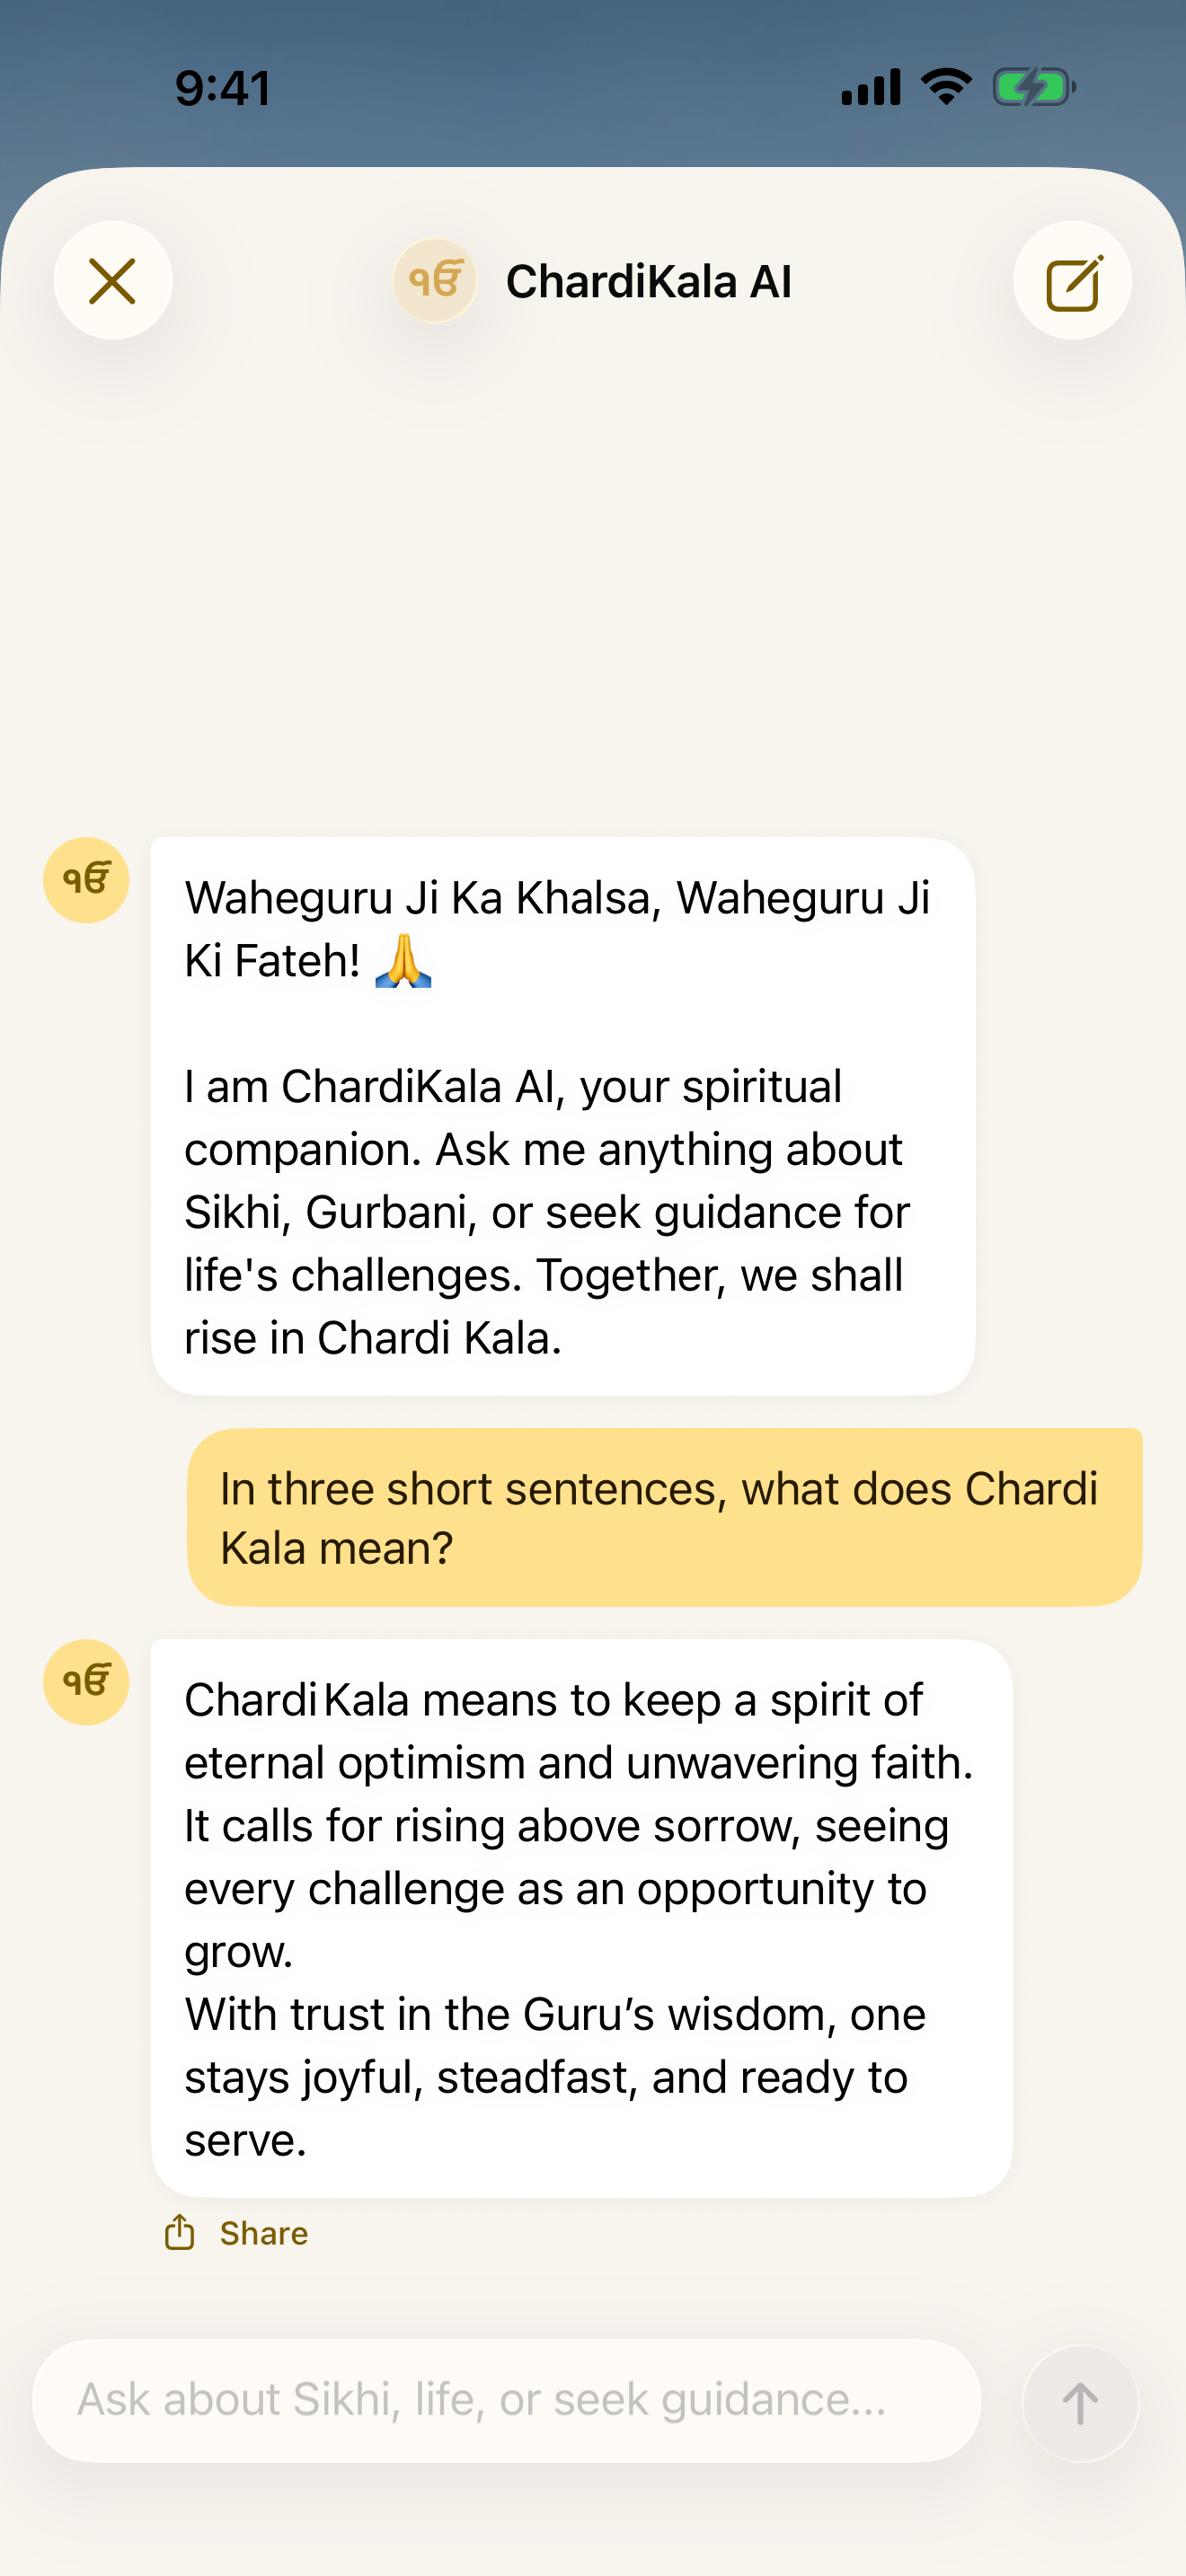 9:41
ੴ ChardiKala AI
ੴ
Waheguru Ji Ka Khalsa, Waheguru Ji
Ki Fateh! 🙏
I am ChardiKala AI, your spiritual
companion. Ask me anything about
Sikhi, Gurbani, or seek guidance for
life's challenges. Together, we shall
rise in Chardi Kala.
In three short sentences, what does Chardi
Kala mean?
ੴ
Chardi Kala means to keep a spirit of
eternal optimism and unwavering faith.
It calls for rising above sorrow, seeing
every challenge as an opportunity to
grow.
With trust in the Guru’s wisdom, one
stays joyful, steadfast, and ready to
serve.
Share
Ask about Sikhi, life, or seek guidance...